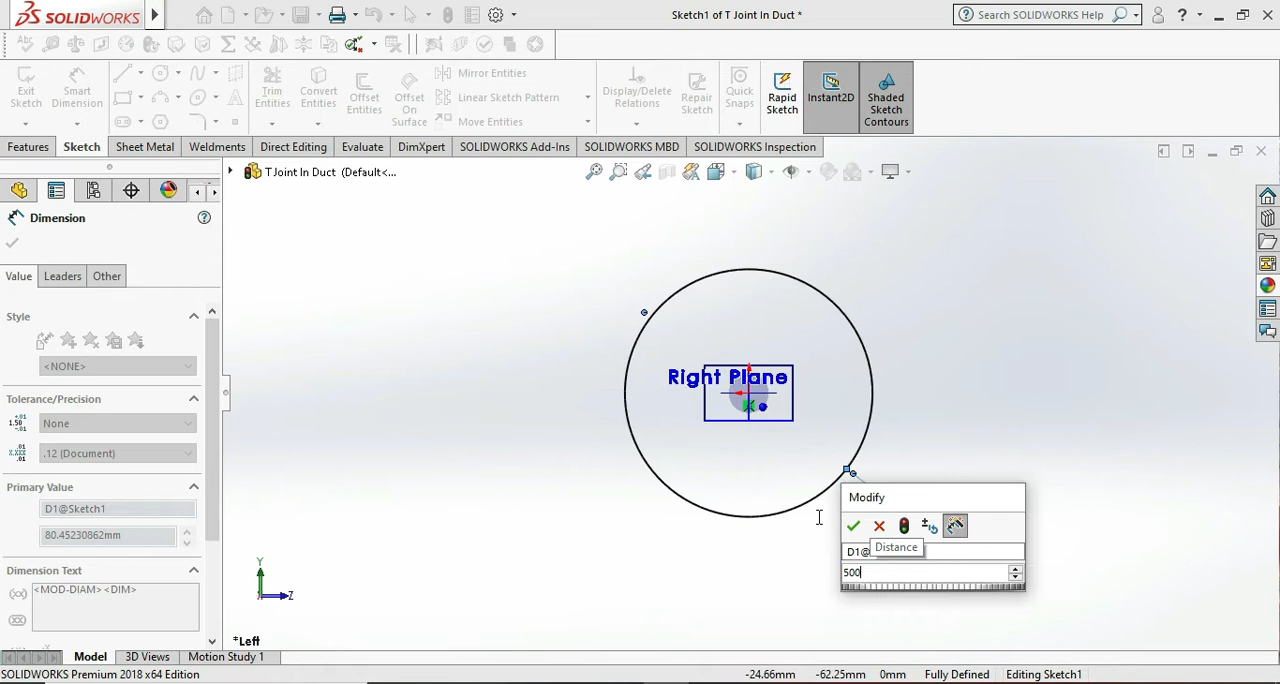 SOLIDWORKS
Sketch1 of T Joint In Duct *
Search SOLIDWORKS Help
Exit Sketch
Smart Dimension
Trim Entities
Convert Entities
Offset Entities
Offset On Surface
Mirror Entities
Linear Sketch Pattern
Move Entities
Display/Delete Relations
Repair Sketch
Quick Snaps
Rapid Sketch
Instant2D
Shaded Sketch Contours
Features
Sketch
Sheet Metal
Weldments
Direct Editing
Evaluate
DimXpert
SOLIDWORKS Add-Ins
SOLIDWORKS MBD
SOLIDWORKS Inspection
T Joint In Duct (Default<...
Dimension
Value
Leaders
Other
Style
<NONE>
Tolerance/Precision
1.50 +.01 -.01
None
.12 (Document)
Primary Value
D1@Sketch1
80.45230862mm
Dimension Text
<MOD-DIAM><DIM>
(xx)
Right Plane
Modify
D1@
Distance
500
Y
Z
*Left
Model
3D Views
Motion Study 1
SOLIDWORKS Premium 2018 x64 Edition
-24.66mm
-62.25mm
0mm
Fully Defined
Editing Sketch1